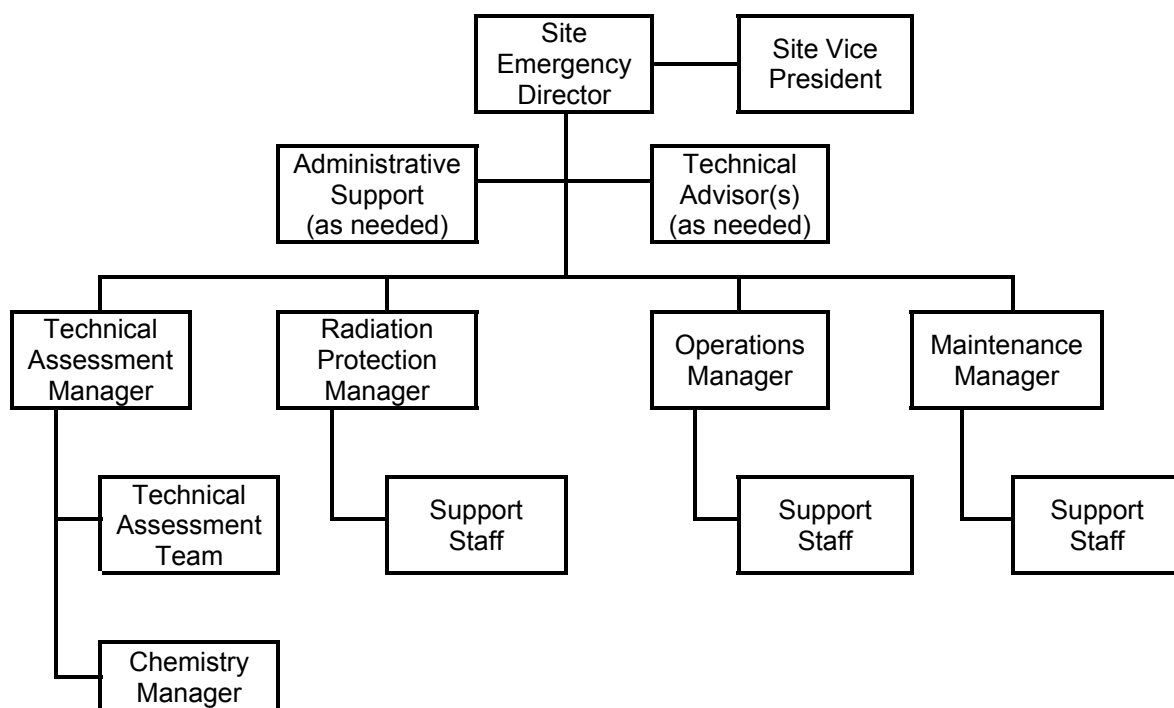 Site
Emergency
Director
Site Vice
President
Administrative
Support
(as needed)
Technical
Advisor(s)
(as needed)
Technical
Assessment
Manager
Radiation
Protection
Manager
Operations
Manager
Maintenance
Manager
Technical
Assessment
Team
Support
Staff
Support
Staff
Support
Staff
Chemistry
Manager